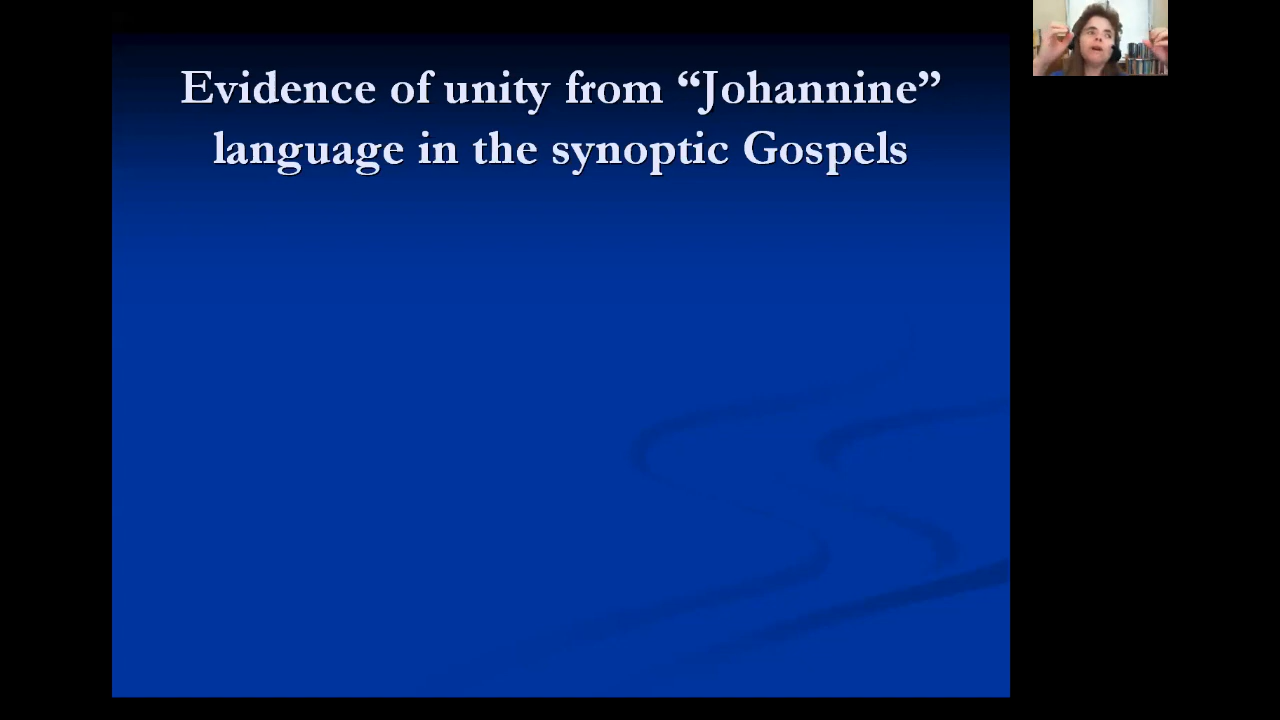 Evidence of unity from “Johannine”
language in the synoptic Gospels